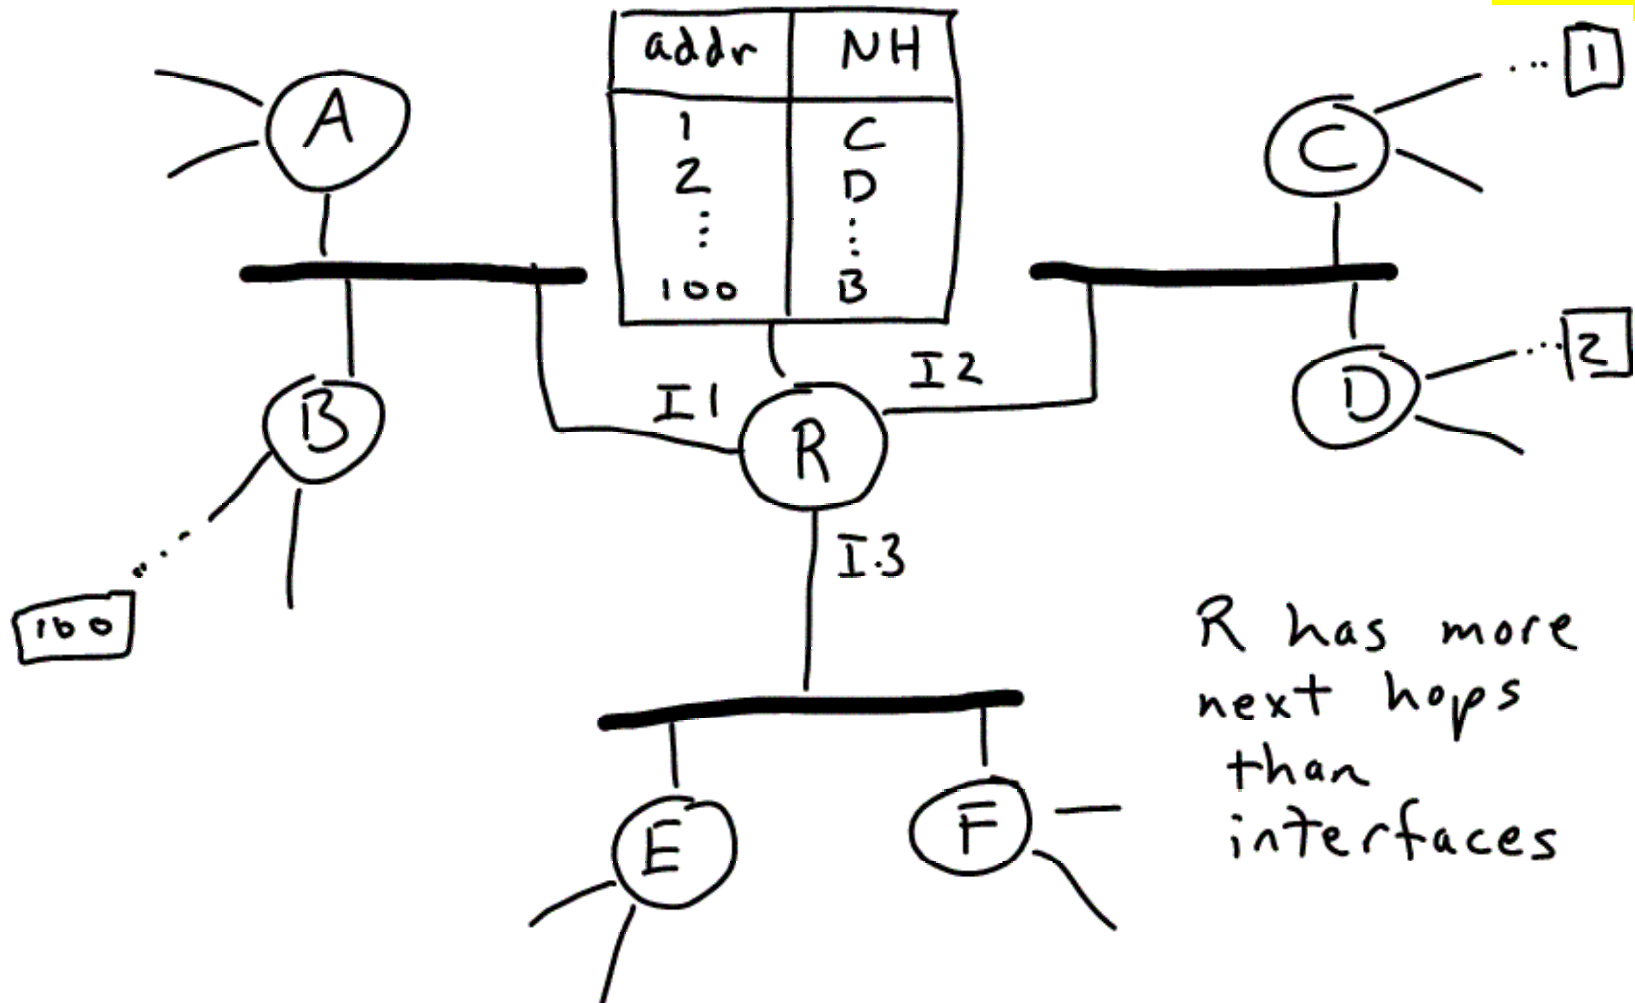 addr NH
1 C
2 D
⋮ ⋮
100 B
A
B
100
C
... 1
D
... 2
I1
I2
R
I3
E
F
R has more
next hops
than
interfaces